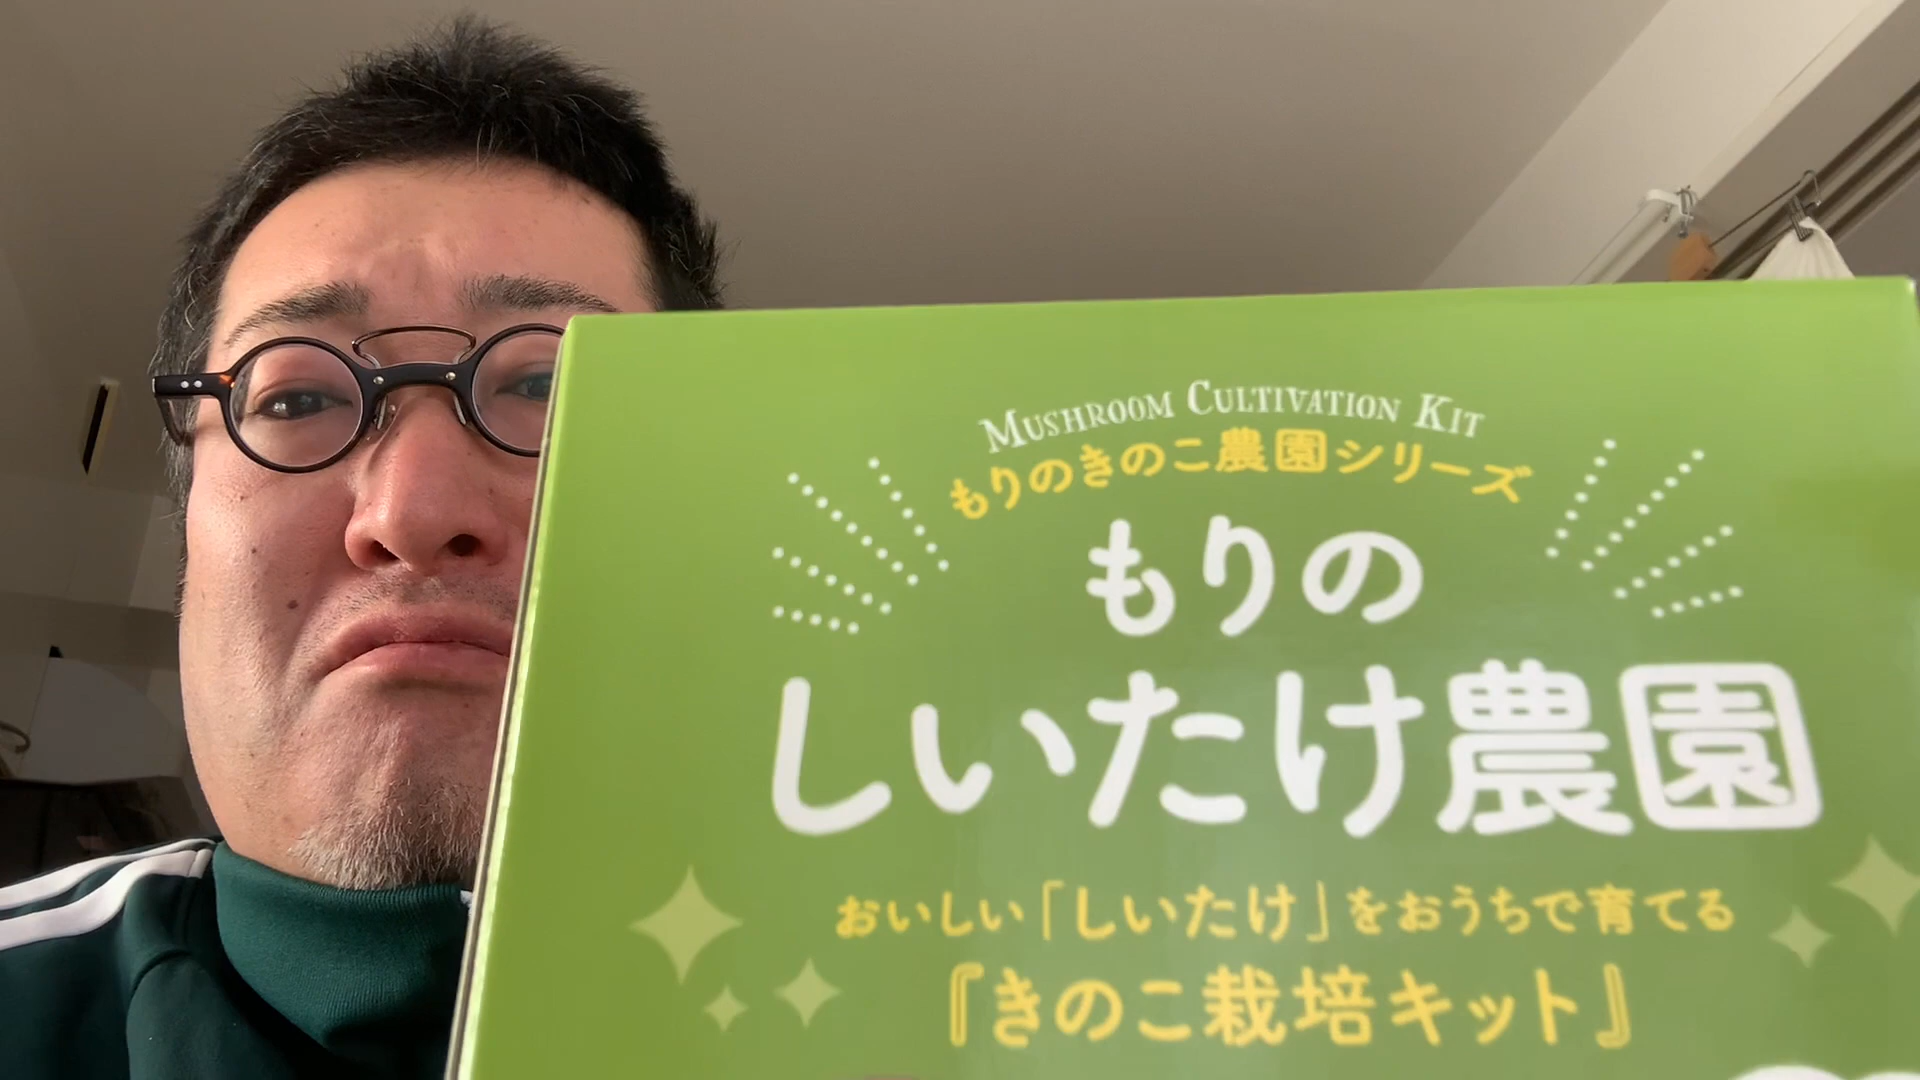 MUSHROOM CULTIVATION KIT
もりのきのこ農園シリーズ
もりの
しいたけ農園
おいしい「しいたけ」をおうちで育てる
『きのこ栽培キット』